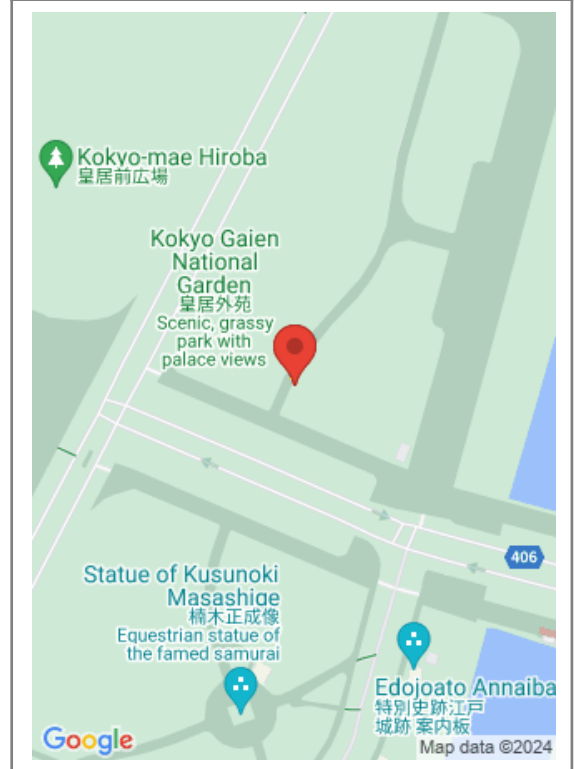 Kokyo-mae Hiroba
皇居前広場
Kokyo Gaien
National
Garden
皇居外苑
Scenic, grassy
park with
palace views
406
Statue of Kusunoki
Masashige
楠木正成像
Equestrian statue of
the famed samurai
Edojoato Annaiba
特別史跡江戸
城跡 案内板
Google
Map data ©2024